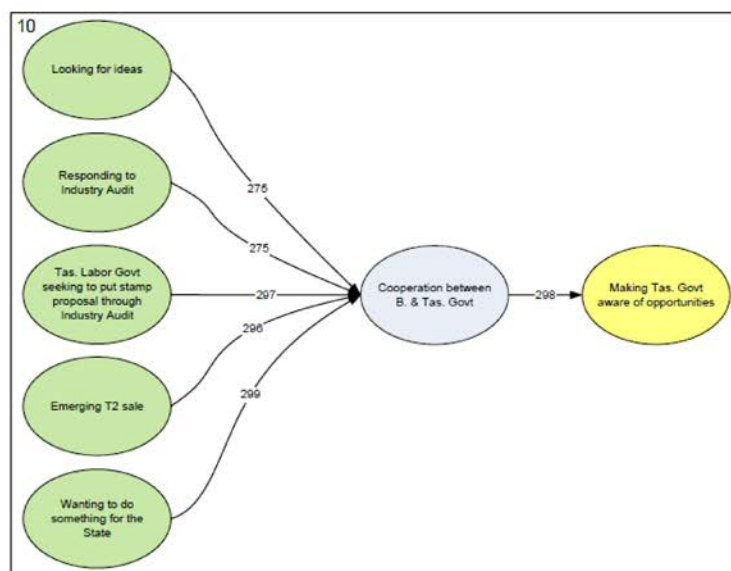 10
Looking for ideas
275
Responding to
Industry Audit
275
Tas. Labor Govt
seeking to put stamp
proposal through
Industry Audit
297
Cooperation between
B. & Tas. Govt
298
Making Tas. Govt
aware of opportunities
296
Emerging T2 sale
299
Wanting to do
something for the
State